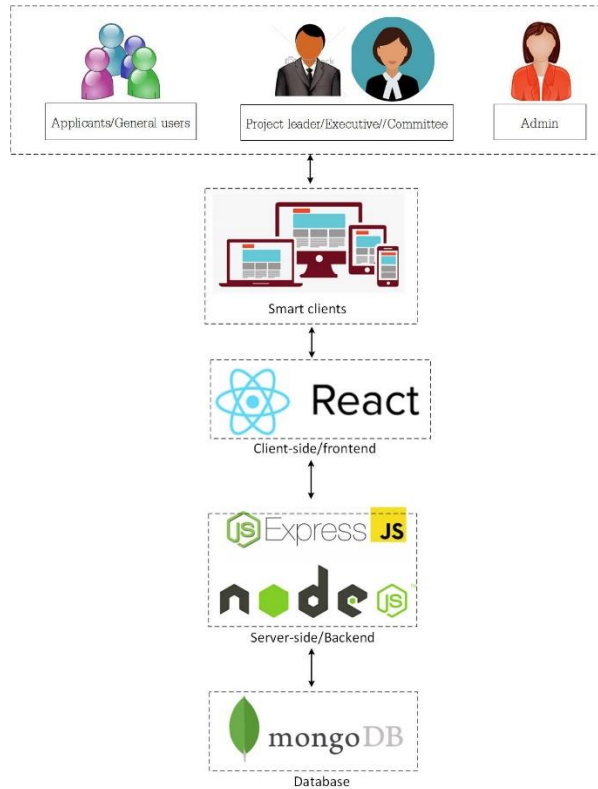 Applicants/General users
Project leader/Executive//Committee
Admin
Smart clients
React
Client-side/frontend
JS Express JS
node JS
Server-side/Backend
mongoDB
Database